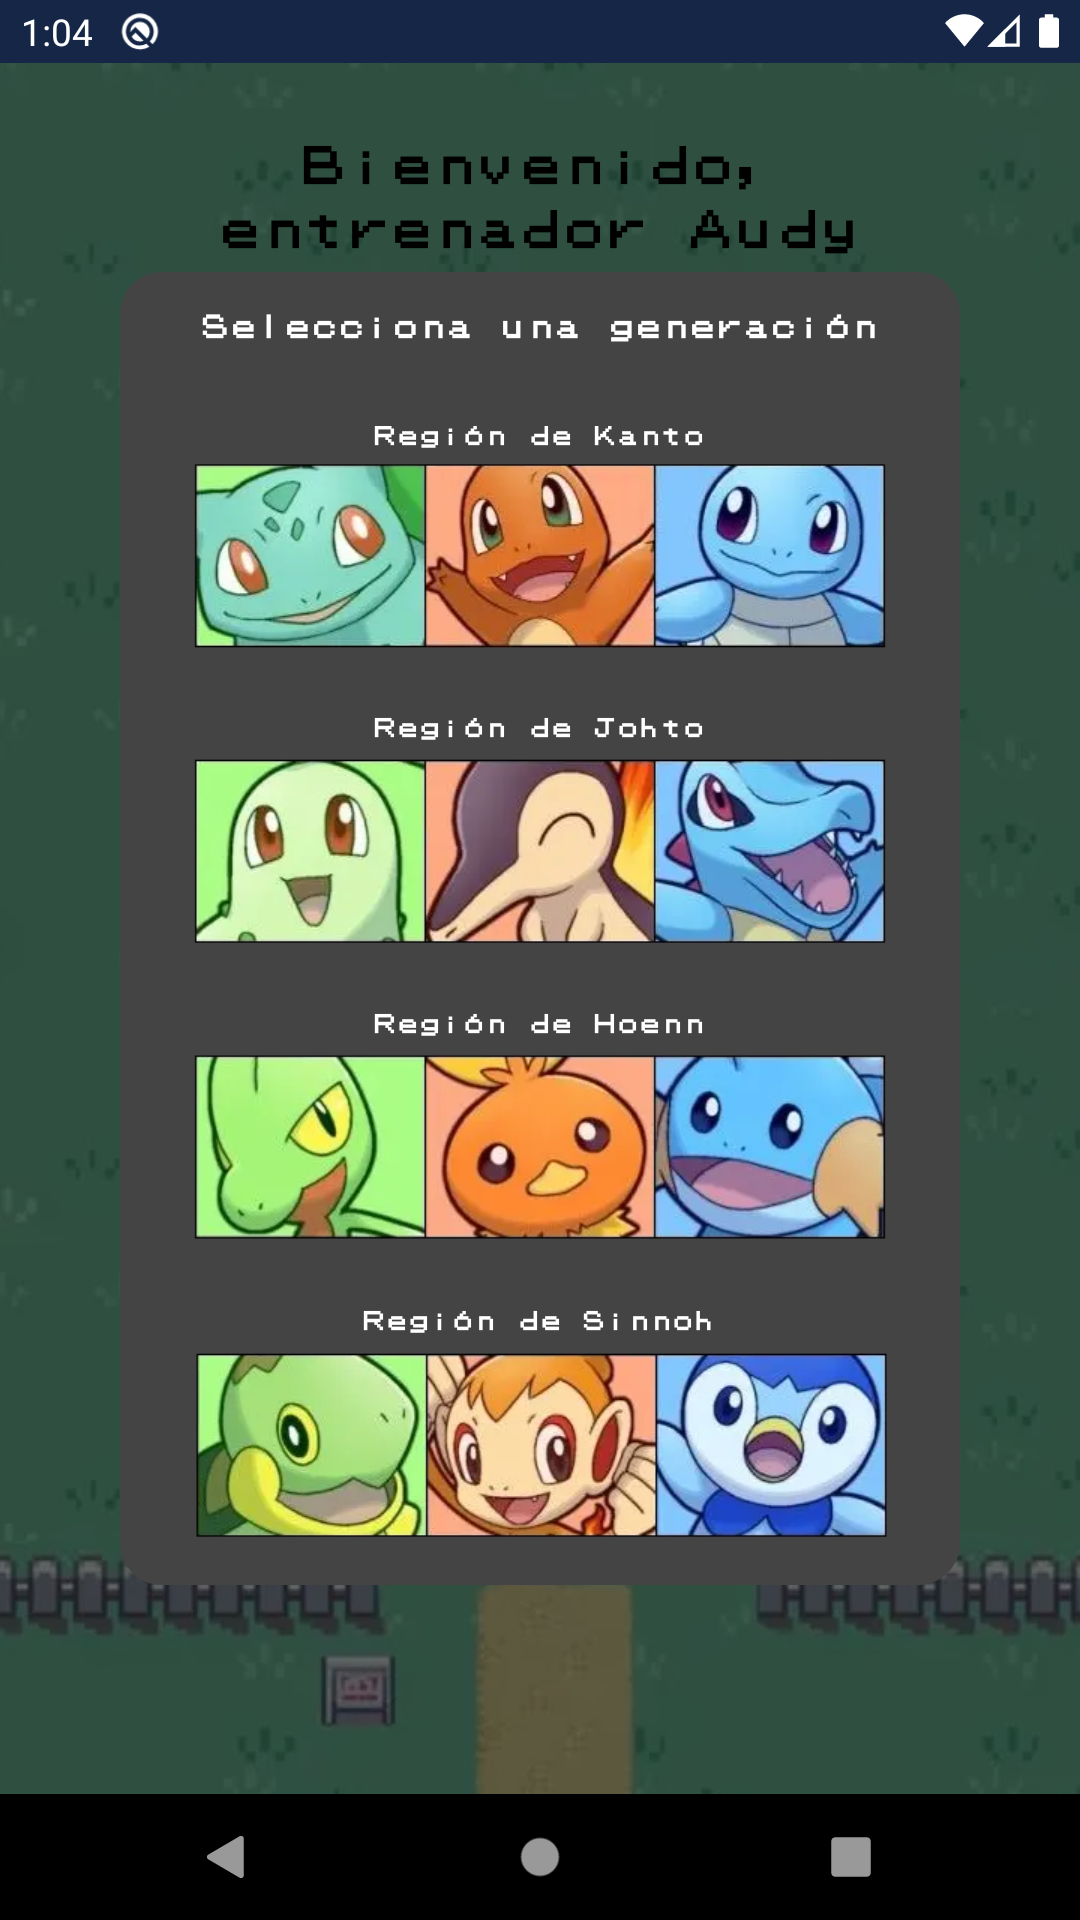 1:04
Bienvenido,
entrenador Audy
Selecciona una generación
Región de Kanto
Región de Johto
Región de Hoenn
Región de Sinnoh